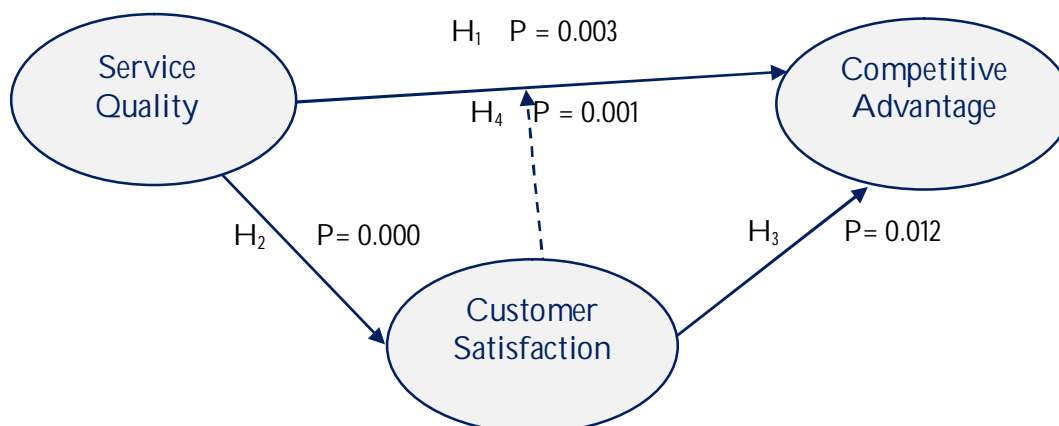 H₁ P = 0.003
Service
Quality
Competitive
Advantage
H₄ P = 0.001
H₂ P= 0.000
H₃ P= 0.012
Customer
Satisfaction